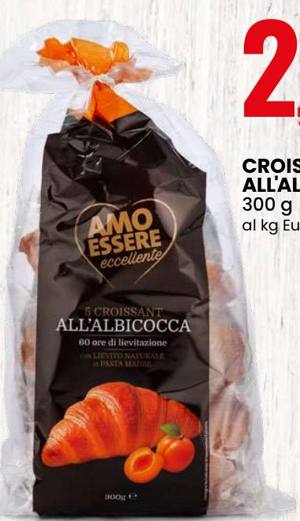 AMO
ESSERE
eccellente
5 CROISSANT
ALL'ALBICOCCA
60 ore di lievitazione
con LIEVITO NATURALE
in PASTA MADRE
300g e
2
CROIS
ALL'AL
300 g
al kg Eu